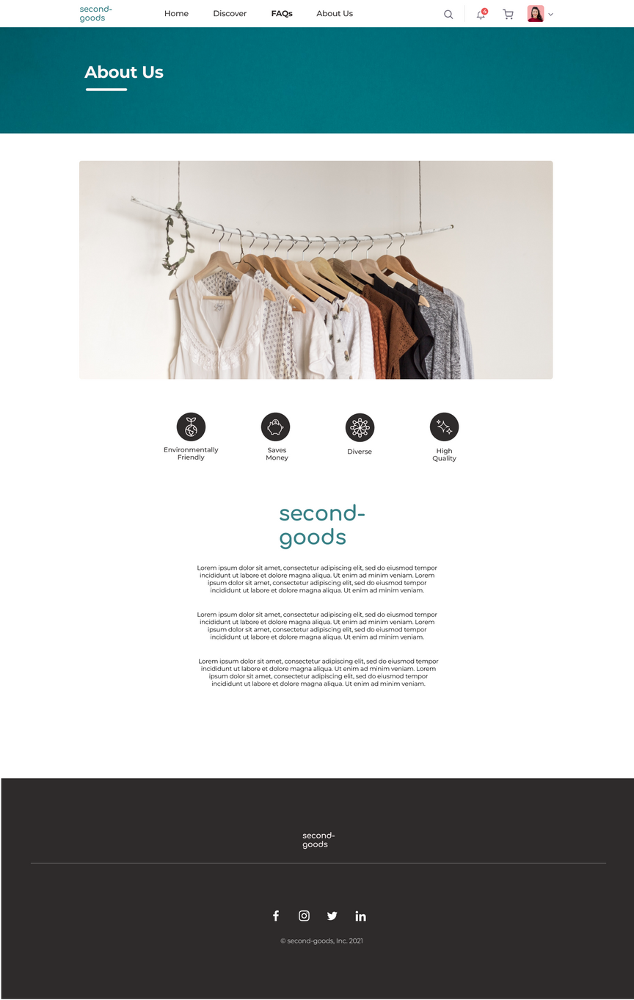 second-
goods
Home Discover FAQs About Us
4
About Us
Environmentally
Friendly
Saves
Money
Diverse
High
Quality
second-
goods
Lorem ipsum dolor sit amet, consectetur adipiscing elit, sed do eiusmod tempor
incididunt ut labore et dolore magna aliqua. Ut enim ad minim veniam. Lorem
ipsum dolor sit amet, consectetur adipiscing elit, sed do eiusmod tempor
incididunt ut labore et dolore magna aliqua. Ut enim ad minim veniam.
Lorem ipsum dolor sit amet, consectetur adipiscing elit, sed do eiusmod tempor
incididunt ut labore et dolore magna aliqua. Ut enim ad minim veniam. Lorem
ipsum dolor sit amet, consectetur adipiscing elit, sed do eiusmod tempor
incididunt ut labore et dolore magna aliqua. Ut enim ad minim veniam.
Lorem ipsum dolor sit amet, consectetur adipiscing elit, sed do eiusmod tempor
incididunt ut labore et dolore magna aliqua. Ut enim ad minim veniam. Lorem
ipsum dolor sit amet, consectetur adipiscing elit, sed do eiusmod tempor
incididunt ut labore et dolore magna aliqua. Ut enim ad minim veniam.
second-
goods
© second-goods, Inc. 2021